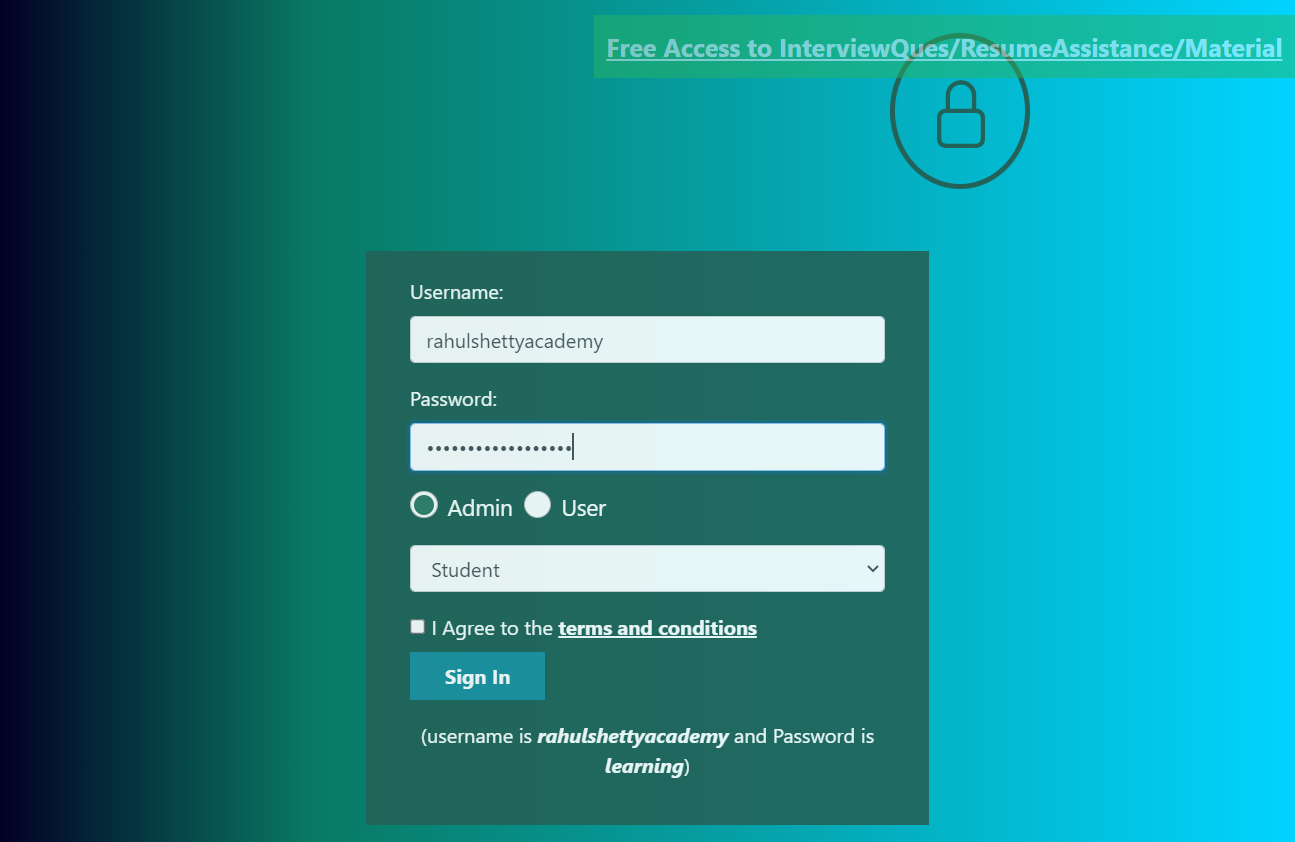 Free Access to InterviewQues/ResumeAssistance/Material
Username:
rahulshettyacademy
Password:
••••••••••••••••••
Admin User
Student
I Agree to the terms and conditions
Sign In
(username is rahulshettyacademy and Password is
learning)